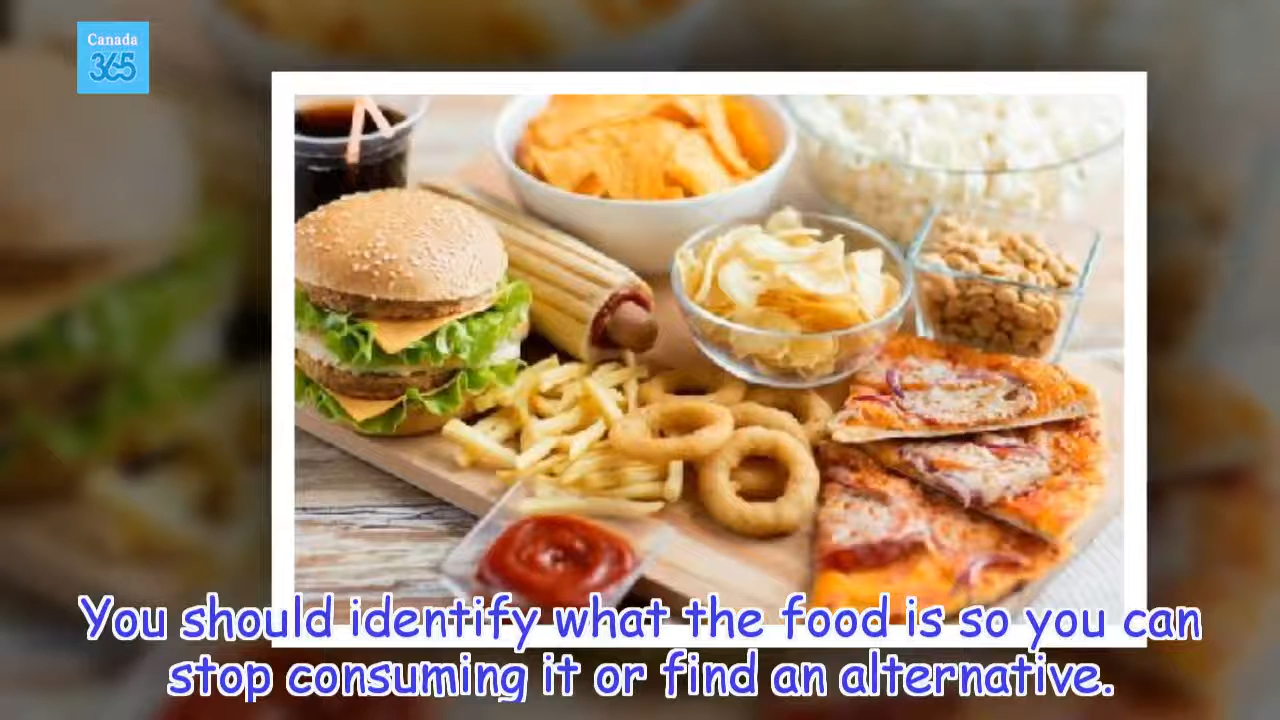 Canada
365
You should identify what the food is so you can
stop consuming it or find an alternative.